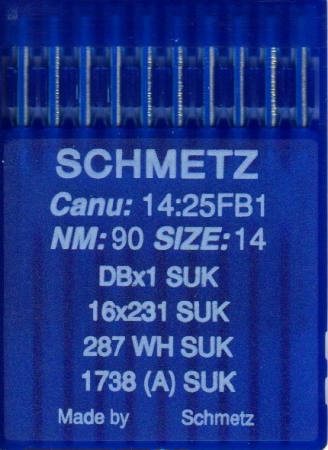 SCHMETZ
Canu: 14:25FB1
NM: 90 SIZE: 14
DBx1 SUK
16x231 SUK
287 WH SUK
1738 (A) SUK
Made by Schmetz